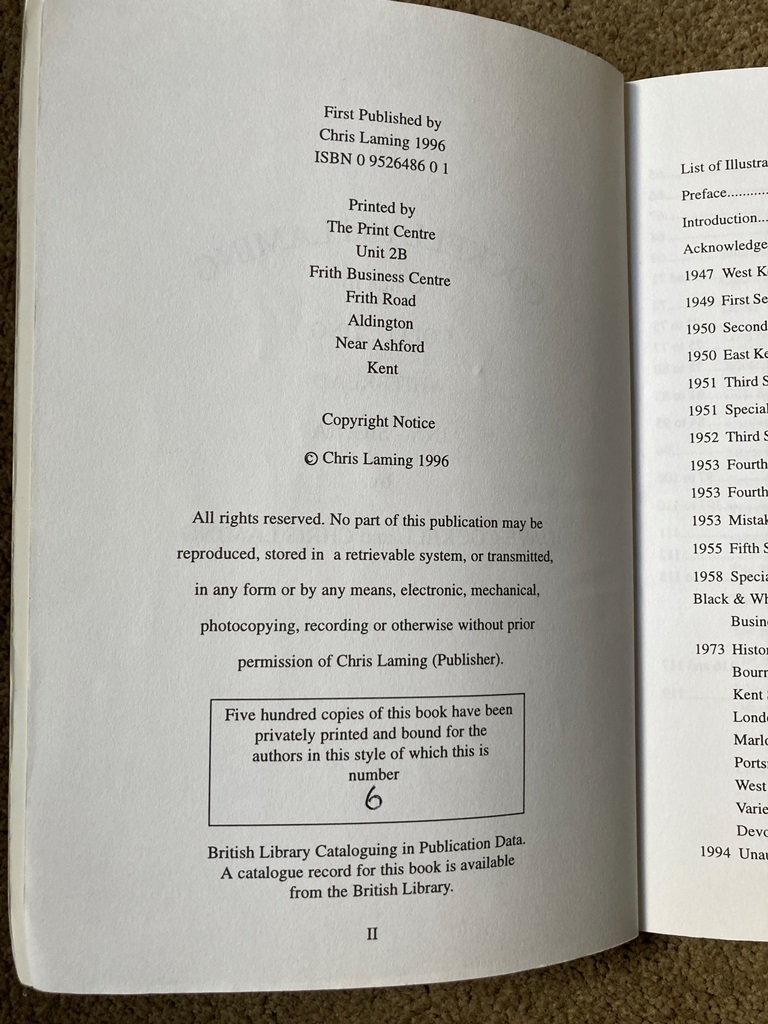 First Published by
Chris Laming 1996
ISBN 0 9526486 0 1
Printed by
The Print Centre
Unit 2B
Frith Business Centre
Frith Road
Aldington
Near Ashford
Kent
Copyright Notice
© Chris Laming 1996
All rights reserved. No part of this publication may be
reproduced, stored in a retrievable system, or transmitted,
in any form or by any means, electronic, mechanical,
photocopying, recording or otherwise without prior
permission of Chris Laming (Publisher).
Five hundred copies of this book have been
privately printed and bound for the
authors in this style of which this is
number
6
British Library Cataloguing in Publication Data.
A catalogue record for this book is available
from the British Library.
II
List of Illustra
Preface...........
Introduction...
Acknowledge
1947 West K
1949 First Se
1950 Second
1950 East Ke
1951 Third S
1951 Special
1952 Third S
1953 Fourth
1953 Fourth
1953 Mistak
1955 Fifth S
1958 Specia
Black & Wh
Busin
1973 Histor
Bourn
Kent
Londo
Marlo
Ports
West
Varie
Devo
1994 Unau